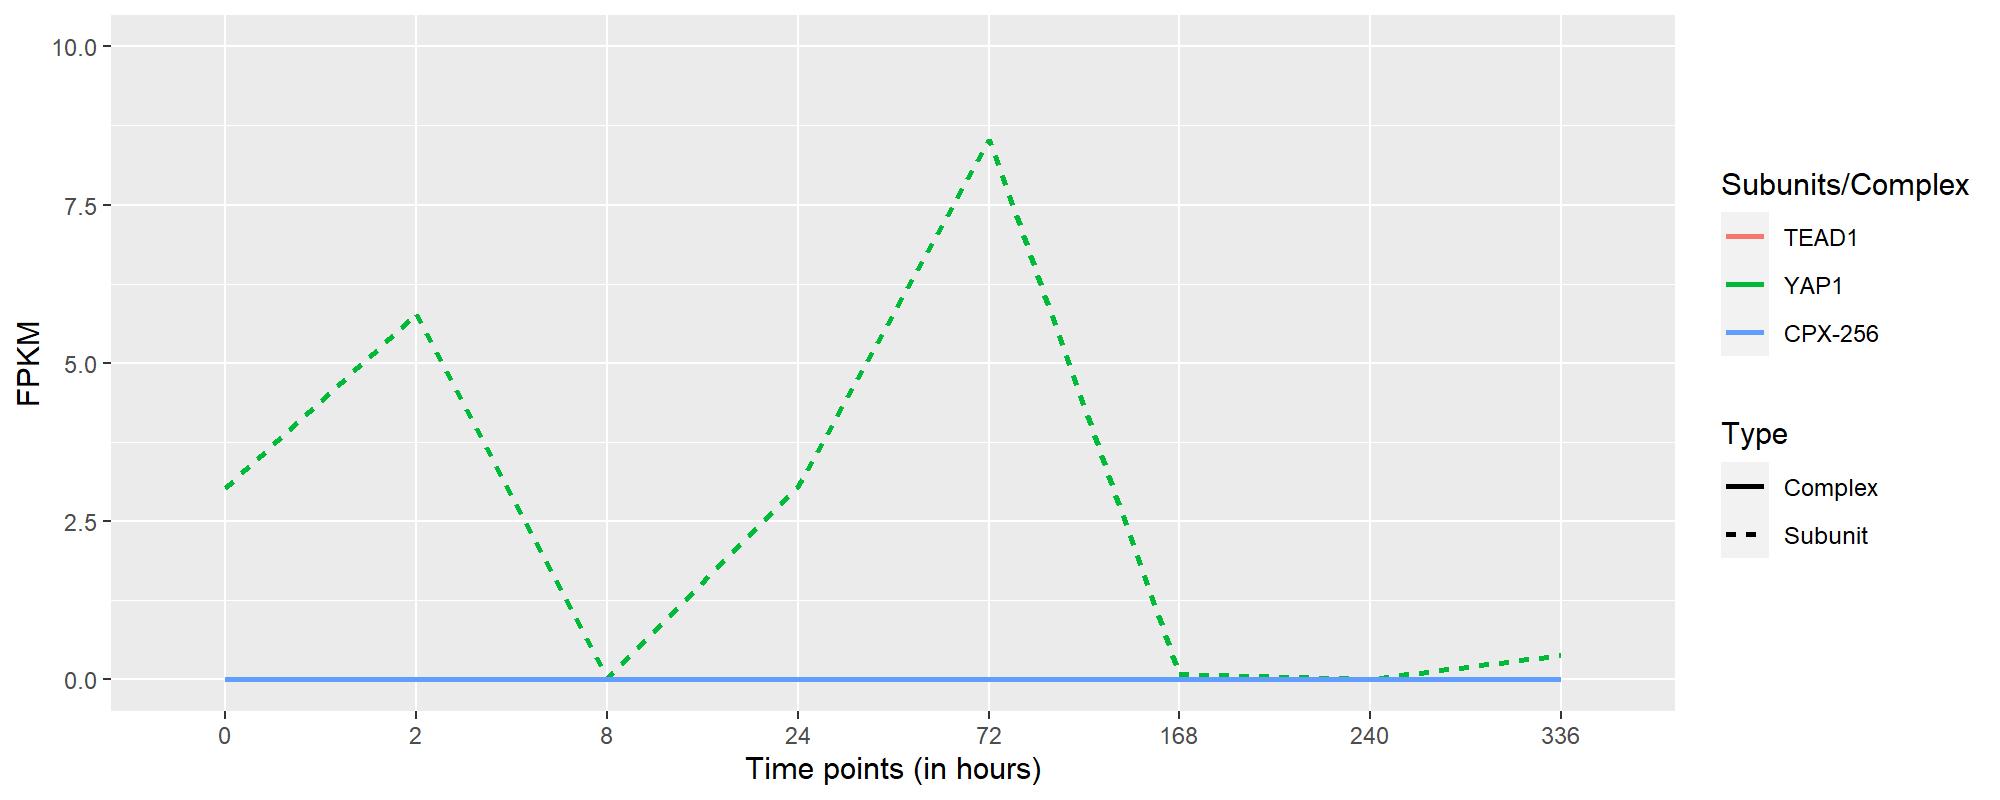 10.0
7.5
5.0
2.5
0.0
FPKM
0 2 8 24 72 168 240 336
Time points (in hours)
Subunits/Complex
TEAD1
YAP1
CPX-256
Type
Complex
Subunit